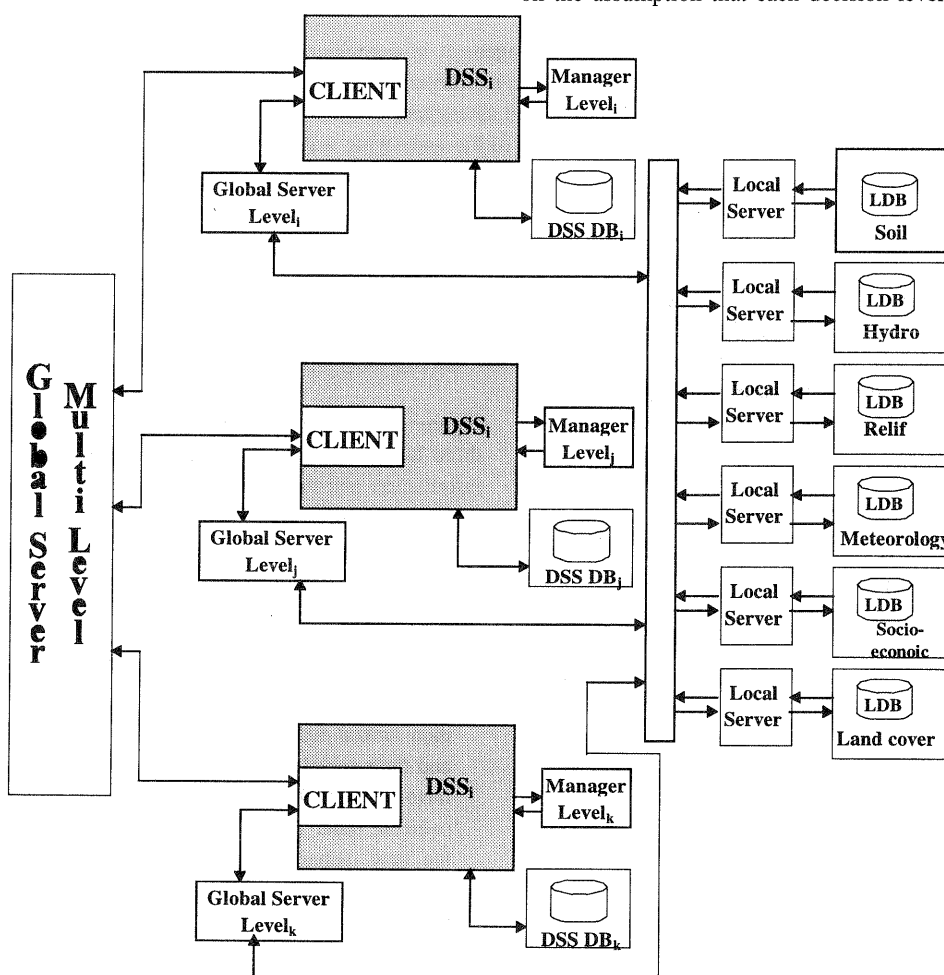 on the assumption that each decision level
CLIENT
DSSi
Manager
Leveli
Global Server
Leveli
DSS DBi
Local
Server
LDB
Soil
Local
Server
LDB
Hydro
Global Server
Multi Level
CLIENT
DSSi
Manager
Levelj
Global Server
Levelj
DSS DBj
Local
Server
LDB
Relif
Local
Server
LDB
Meteorology
Local
Server
LDB
Socio-
econoic
Local
Server
LDB
Land cover
CLIENT
DSSi
Manager
Levelk
Global Server
Levelk
DSS DBk